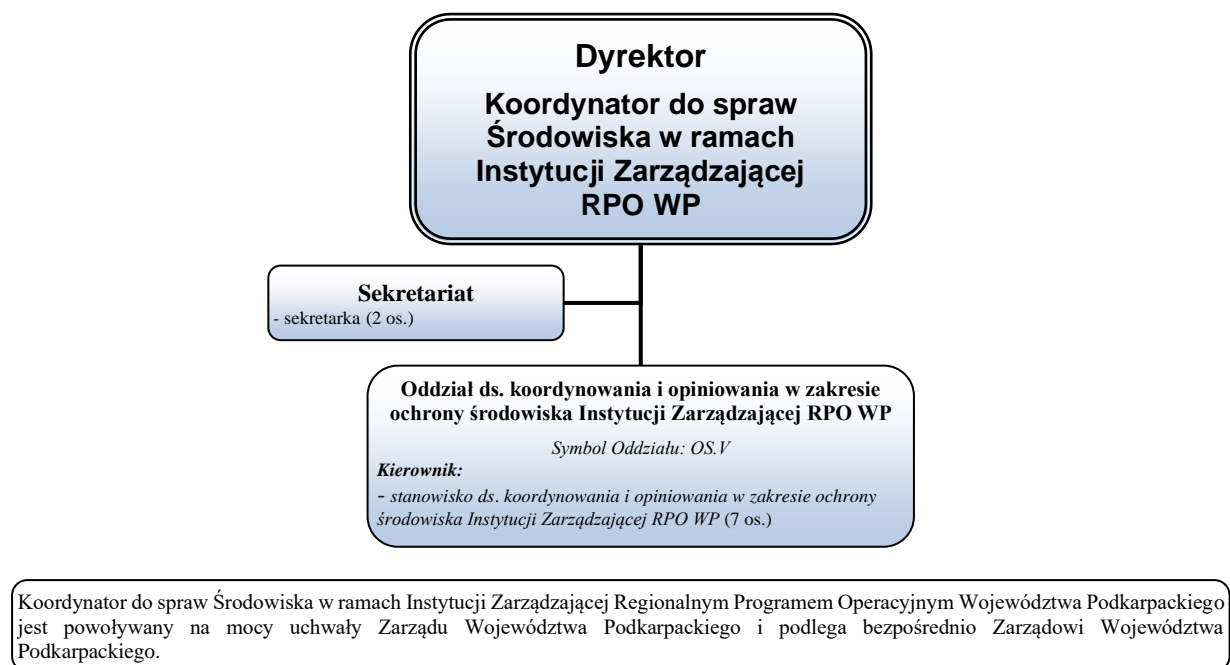 Dyrektor
Koordynator do spraw
Środowiska w ramach
Instytucji Zarządzającej
RPO WP
Sekretariat
- sekretarka (2 os.)
Oddział ds. koordynowania i opiniowania w zakresie
ochrony środowiska Instytucji Zarządzającej RPO WP
Symbol Oddziału: OS.V
Kierownik:
- stanowisko ds. koordynowania i opiniowania w zakresie ochrony
środowiska Instytucji Zarządzającej RPO WP (7 os.)
Koordynator do spraw Środowiska w ramach Instytucji Zarządzającej Regionalnym Programem Operacyjnym Województwa Podkarpackiego
jest powoływany na mocy uchwały Zarządu Województwa Podkarpackiego i podlega bezpośrednio Zarządowi Województwa
Podkarpackiego.